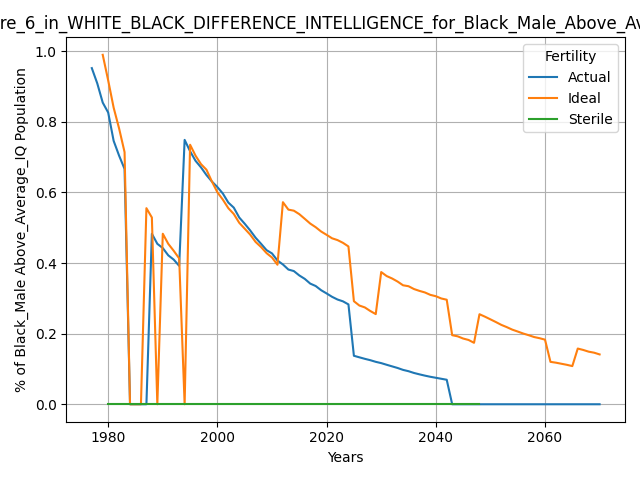 re_6_in_WHITE_BLACK_DIFFERENCE_INTELLIGENCE_for_Black_Male_Above_Av
Fertility
Actual
Ideal
Sterile
% of Black_Male Above_Average_IQ Population
1.0
0.8
0.6
0.4
0.2
0.0
1980 2000 2020 2040 2060
Years